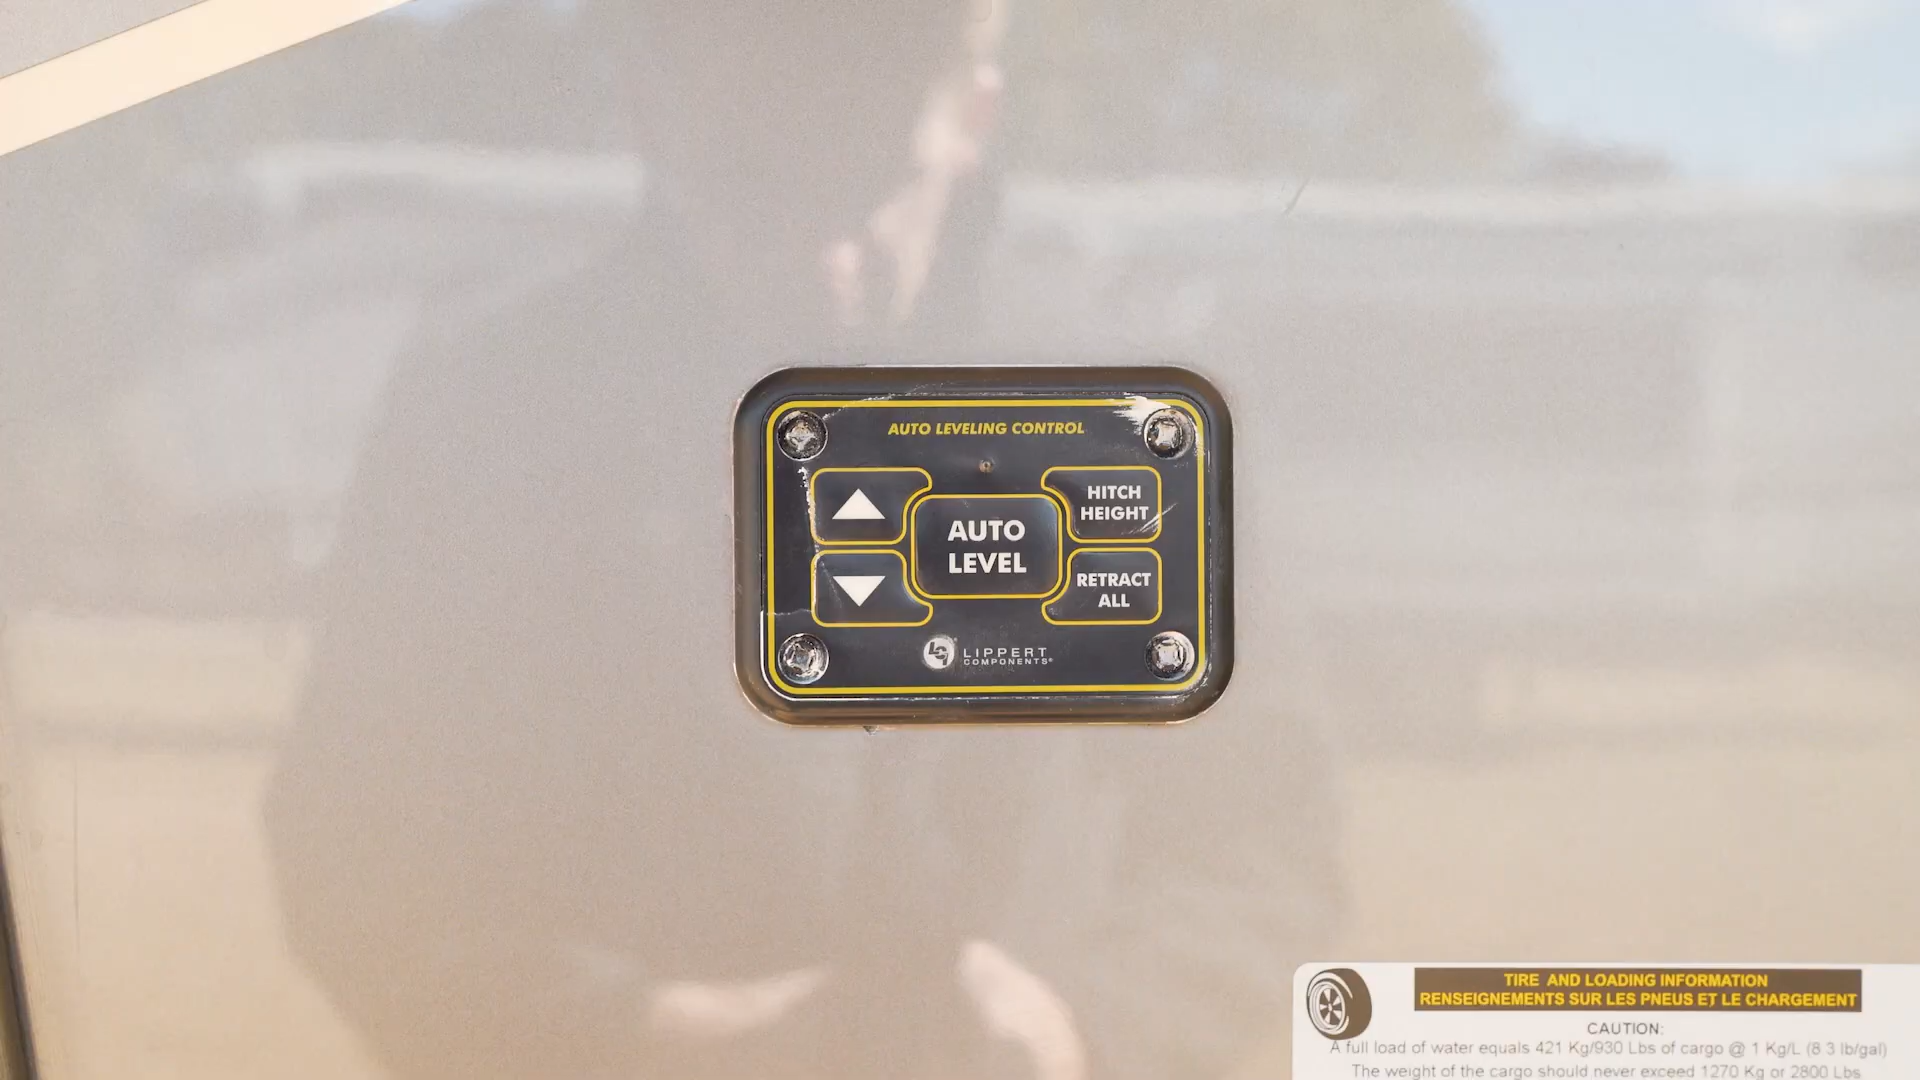 AUTO LEVELING CONTROL
HITCH
HEIGHT
AUTO
LEVEL
RETRACT
ALL
LCI
LIPPERT
COMPONENTS®
TIRE AND LOADING INFORMATION
RENSEIGNEMENTS SUR LES PNEUS ET LE CHARGEMENT
CAUTION:
A full load of water equals 421 Kg/930 Lbs of cargo @ 1 Kg/L (8.3 lb/gal)
The weight of the cargo should never exceed 1270 Kg or 2800 Lbs